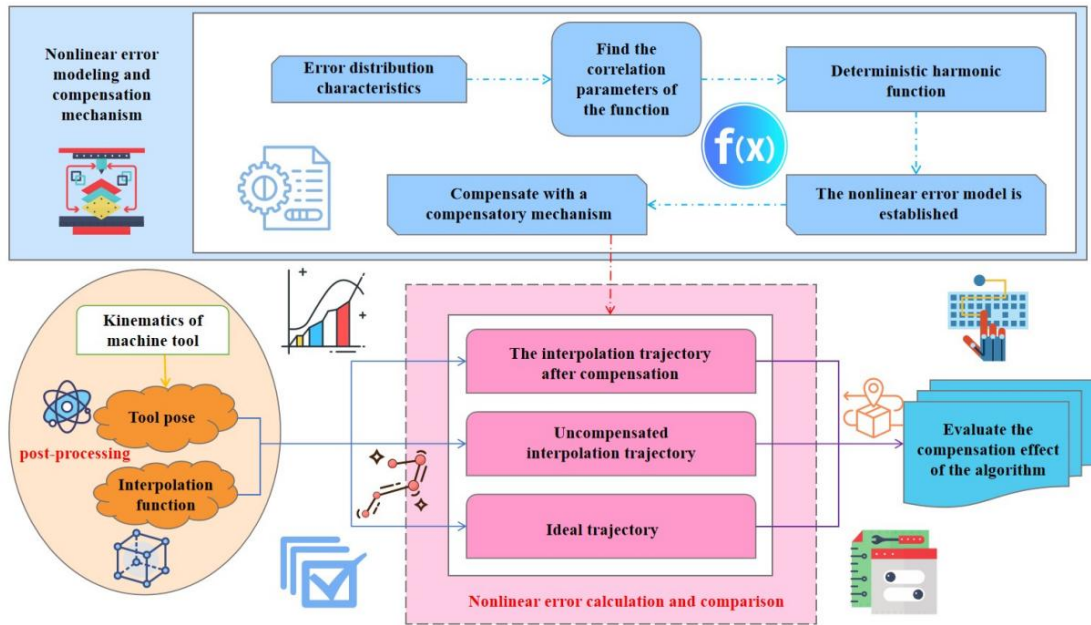 Nonlinear error
modeling and
compensation
mechanism
Error distribution
characteristics
Find the
correlation
parameters of
the function
Deterministic harmonic
function
f(x)
Compensate with a
compensatory mechanism
The nonlinear error model is
established
Kinematics of
machine tool
Tool pose
post-processing
Interpolation
function
The interpolation trajectory
after compensation
Uncompensated
interpolation trajectory
Ideal trajectory
Nonlinear error calculation and comparison
Evaluate the
compensation effect
of the algorithm